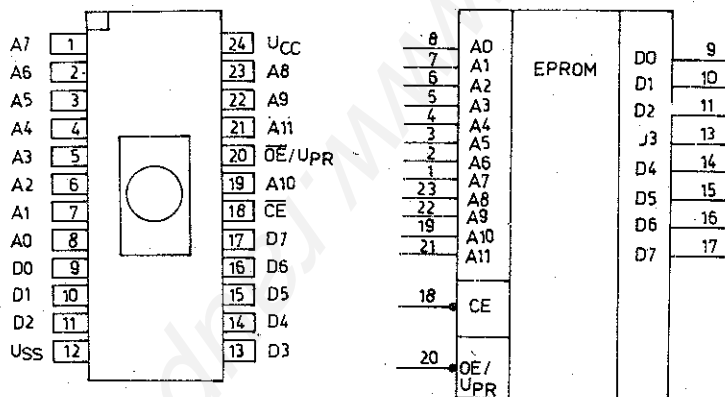 A7 1 24 UCC
A6 2 23 A8
A5 3 22 A9
A4 4 21 A11
A3 5 20 OE/UPR
A2 6 19 A10
A1 7 18 CE
A0 8 17 D7
D0 9 16 D6
D1 10 15 D5
D2 11 14 D4
USS 12 13 D3
EPROM
8 A0
7 A1
6 A2
5 A3
4 A4
3 A5
2 A6
1 A7
23 A8
22 A9
19 A10
21 A11
18 CE
20 OE/
UPR
D0 9
D1 10
D2 11
J3 13
D4 14
D5 15
D6 16
D7 17